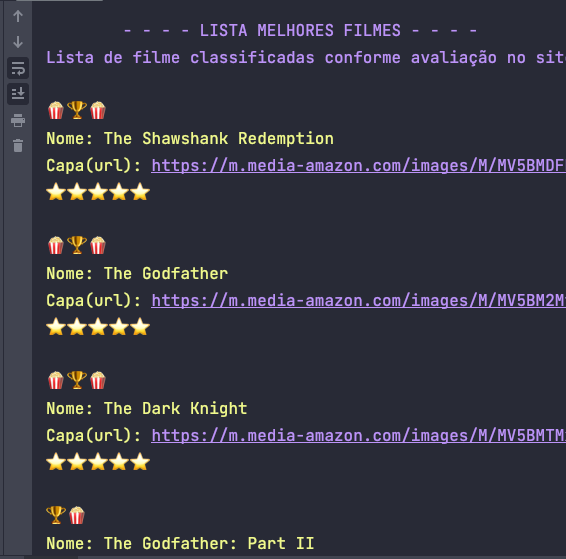 - - - - LISTA MELHORES FILMES - - - -
Lista de filme classificadas conforme avaliação no
Nome: The Shawshank Redemption
Capa(url): https://m.media-amazon.com/images/M/MV5BMDF
Nome: The Godfather
Capa(url): https://m.media-amazon.com/images/M/MV5BM2M
Nome: The Dark Knight
Capa(url): https://m.media-amazon.com/images/M/MV5BMTM
Nome: The Godfather: Part II